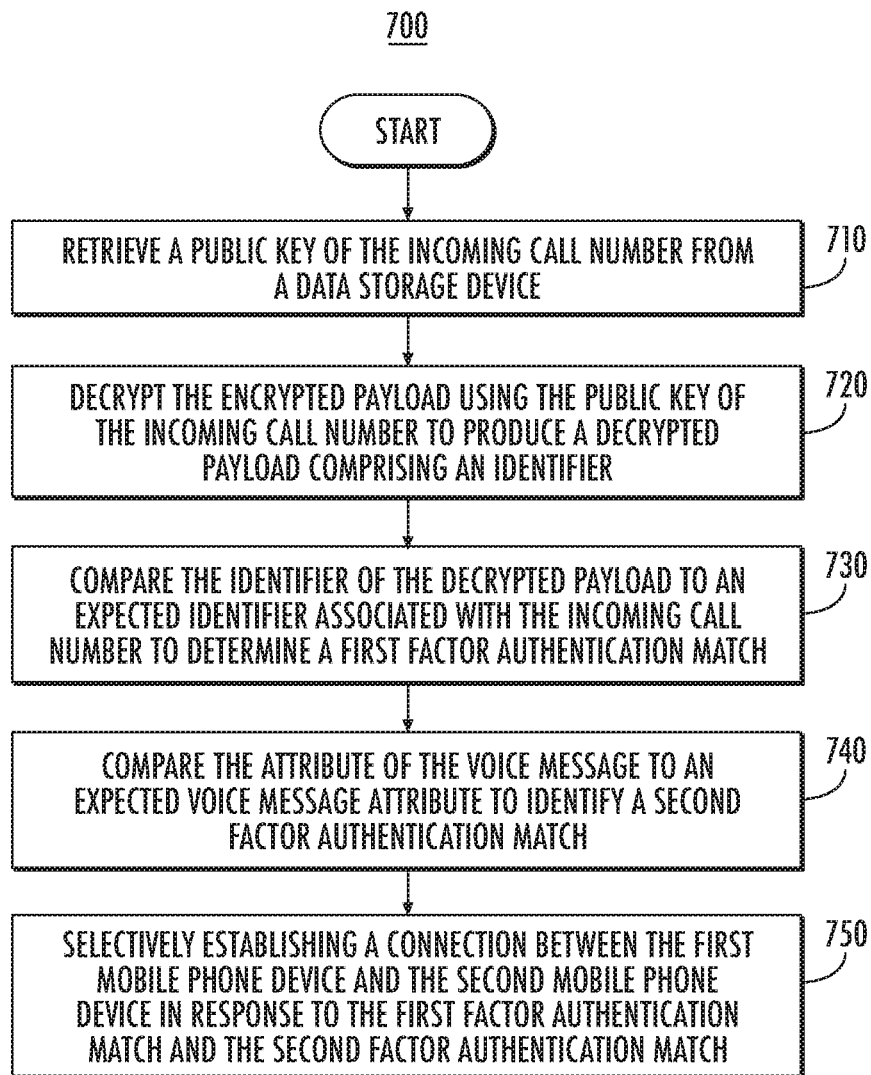 700
START
RETRIEVE A PUBLIC KEY OF THE INCOMING CALL NUMBER FROM
A DATA STORAGE DEVICE
710
DECRYPT THE ENCRYPTED PAYLOAD USING THE PUBLIC KEY OF
THE INCOMING CALL NUMBER TO PRODUCE A DECRYPTED
PAYLOAD COMPRISING AN IDENTIFIER
720
COMPARE THE IDENTIFIER OF THE DECRYPTED PAYLOAD TO AN
EXPECTED IDENTIFIER ASSOCIATED WITH THE INCOMING CALL
NUMBER TO DETERMINE A FIRST FACTOR AUTHENTICATION MATCH
730
COMPARE THE ATTRIBUTE OF THE VOICE MESSAGE TO AN
EXPECTED VOICE MESSAGE ATTRIBUTE TO IDENTIFY A SECOND
FACTOR AUTHENTICATION MATCH
740
SELECTIVELY ESTABLISHING A CONNECTION BETWEEN THE FIRST
MOBILE PHONE DEVICE AND THE SECOND MOBILE PHONE
DEVICE IN RESPONSE TO THE FIRST FACTOR AUTHENTICATION
MATCH AND THE SECOND FACTOR AUTHENTICATION MATCH
750